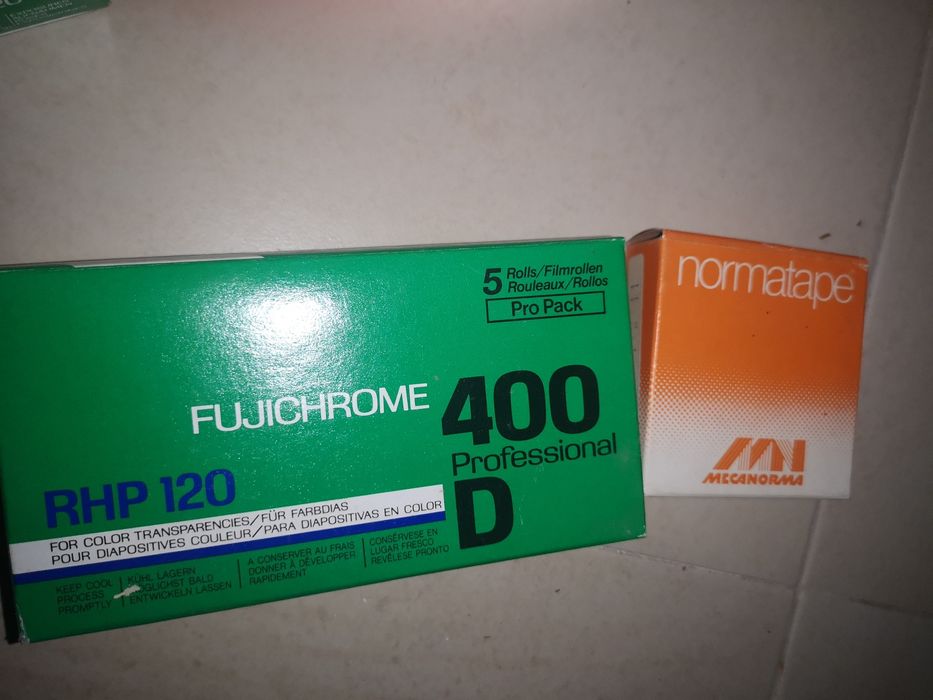 5 Rolls/Filmrollen
Rouleaux/Rollos
Pro Pack
FUJICHROME 400
Professional
D
RHP 120
FOR COLOR TRANSPARENCIES/FÜR FARBDIAS
POUR DIAPOSITIVES COULEUR/PARA DIAPOSITIVAS EN COLOR
KEEP COOL
PROCESS
PROMPTLY
KÜHL LAGERN
MÖGLICHST BALD
ENTWICKELN LASSEN
A CONSERVER AU FRAIS
DONNER À DÉVELOPPER
RAPIDEMENT
CONSÉRVESE EN
LUGAR FRESCO
REVÉLESE PRONTO
normatape
MECANORMA